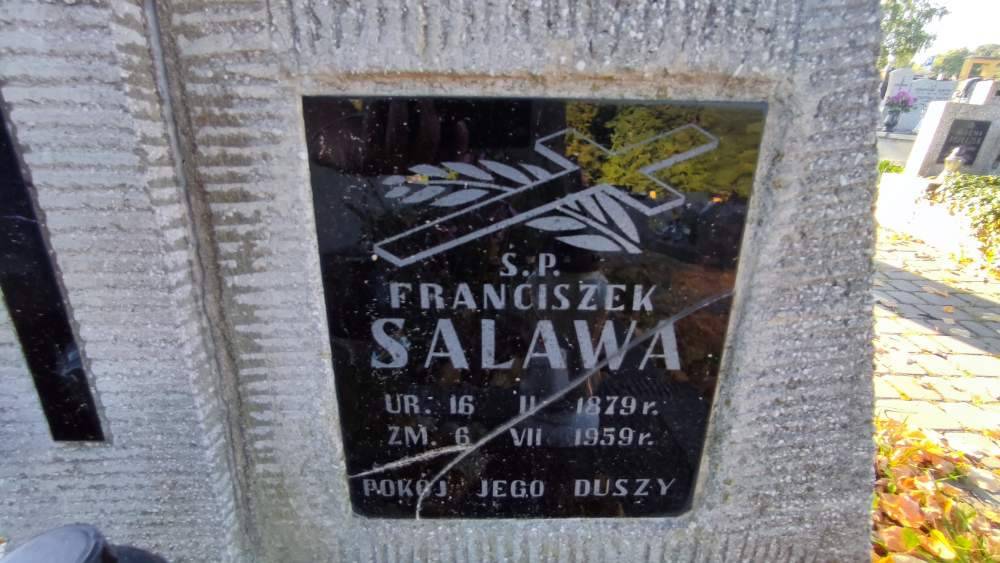 Ś.P.
FRANCISZEK
SALAWA
UR. 16 II 1879 r.
ZM. 6 VII 1959 r.
POKÓJ JEGO DUSZY